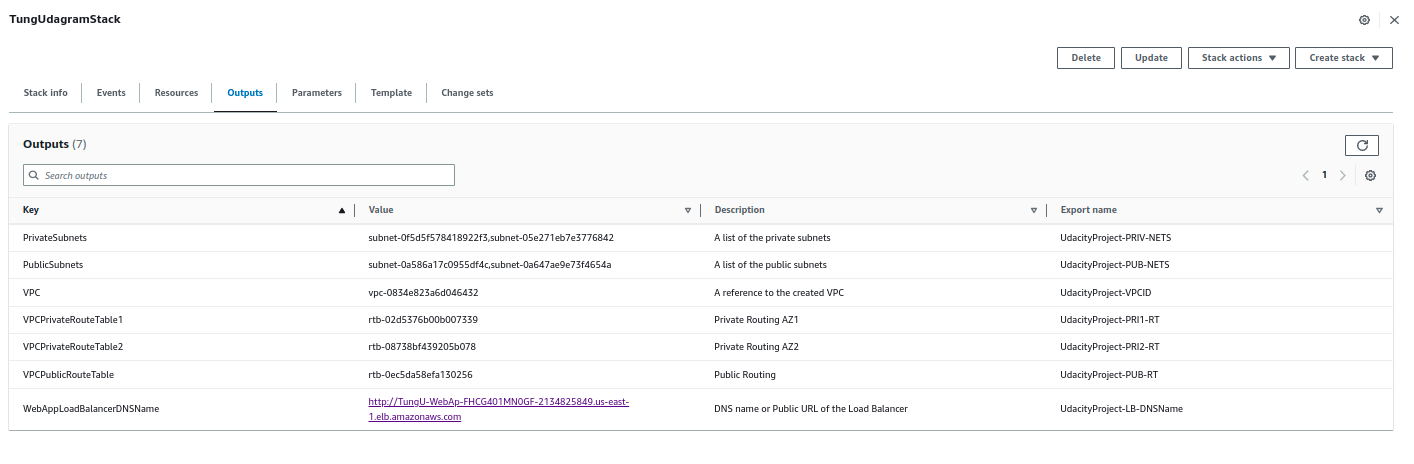 TungUdagramStack
Delete Update Stack actions Create stack
Stack info Events Resources Outputs Parameters Template Change sets
Outputs (7)
Search outputs
1
Key Value Description Export name
PrivateSubnets subnet-0f5d5f578418922f3,subnet-05e271eb7e3776842 A list of the private subnets UdacityProject-PRIV-NETS
PublicSubnets subnet-0a586a17c0955df4c,subnet-0a647ae9e73f4654a A list of the public subnets UdacityProject-PUB-NETS
VPC vpc-0834e823a6d046432 A reference to the created VPC UdacityProject-VPCID
VPCPrivateRouteTable1 rtb-02d5376b00b007339 Private Routing AZ1 UdacityProject-PRI1-RT
VPCPrivateRouteTable2 rtb-08738bf439205b078 Private Routing AZ2 UdacityProject-PRI2-RT
VPCPublicRouteTable rtb-0ec5da58efa130256 Public Routing UdacityProject-PUB-RT
WebAppLoadBalancerDNSName http://TungU-WebAp-FHCG401MN0GF-2134825849.us-east-
1.elb.amazonaws.com DNS name or Public URL of the Load Balancer UdacityProject-LB-DNSName